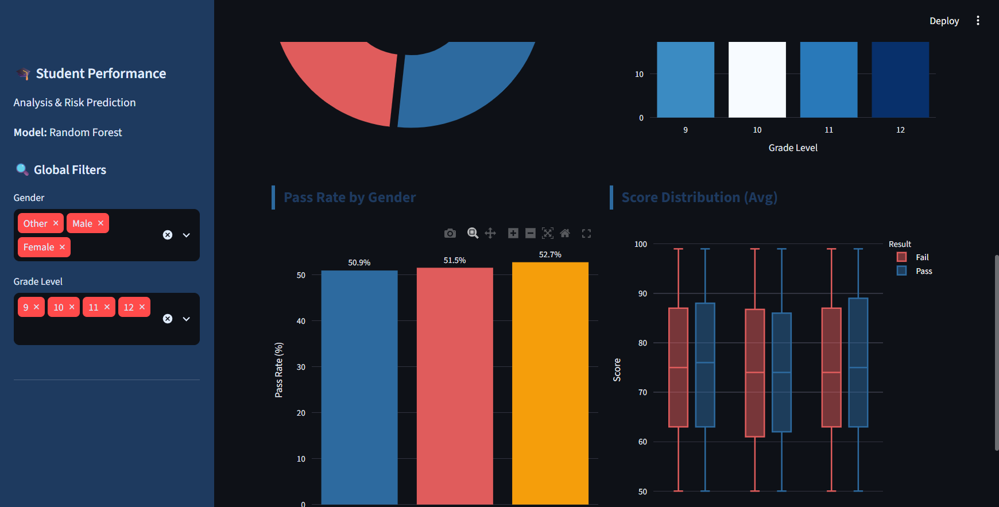 Deploy
🎓 Student Performance
Analysis & Risk Prediction
Model: Random Forest
🔍 Global Filters
Gender
Other × Male ×
Female ×
Grade Level
9 × 10 × 11 × 12 ×
10
0
9 10 11 12
Grade Level
Pass Rate by Gender
50.9% 51.5% 52.7%
50
40
30
20
10
0
Pass Rate (%)
Score Distribution (Avg)
100
90
80
70
60
50
Score
Result
Fail
Pass